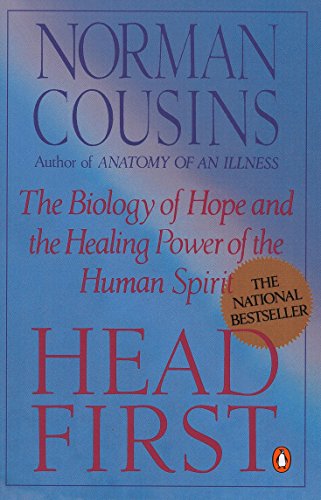 NORMAN
COUSINS
Author of ANATOMY OF AN ILLNESS
The Biology of Hope and
the Healing Power of the
Human Spirit
THE
NATIONAL
BESTSELLER
HEAD
FIRST